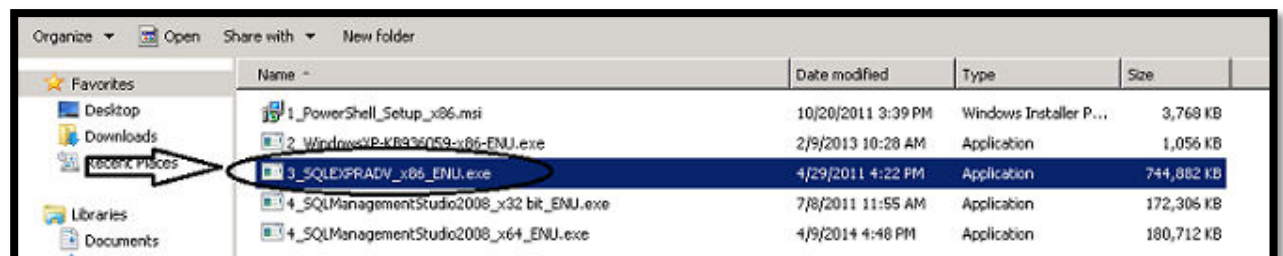 Organize Open Share with New folder
Favorites
Desktop
Downloads
Recent Places
Libraries
Documents
Name Date modified Type Size
1_PowerShell_Setup_x86.msi 10/20/2011 3:39 PM Windows Installer P... 3,768 KB
2_WindowsXP-KB936059-x86-ENU.exe 2/9/2013 10:28 AM Application 1,056 KB
3_SQLEXPRADV_x86_ENU.exe 4/29/2011 4:22 PM Application 744,882 KB
4_SQLManagementStudio2008_x32 bit_ENU.exe 7/8/2011 11:55 AM Application 172,306 KB
4_SQLManagementStudio2008_x64_ENU.exe 4/9/2014 4:48 PM Application 180,712 KB